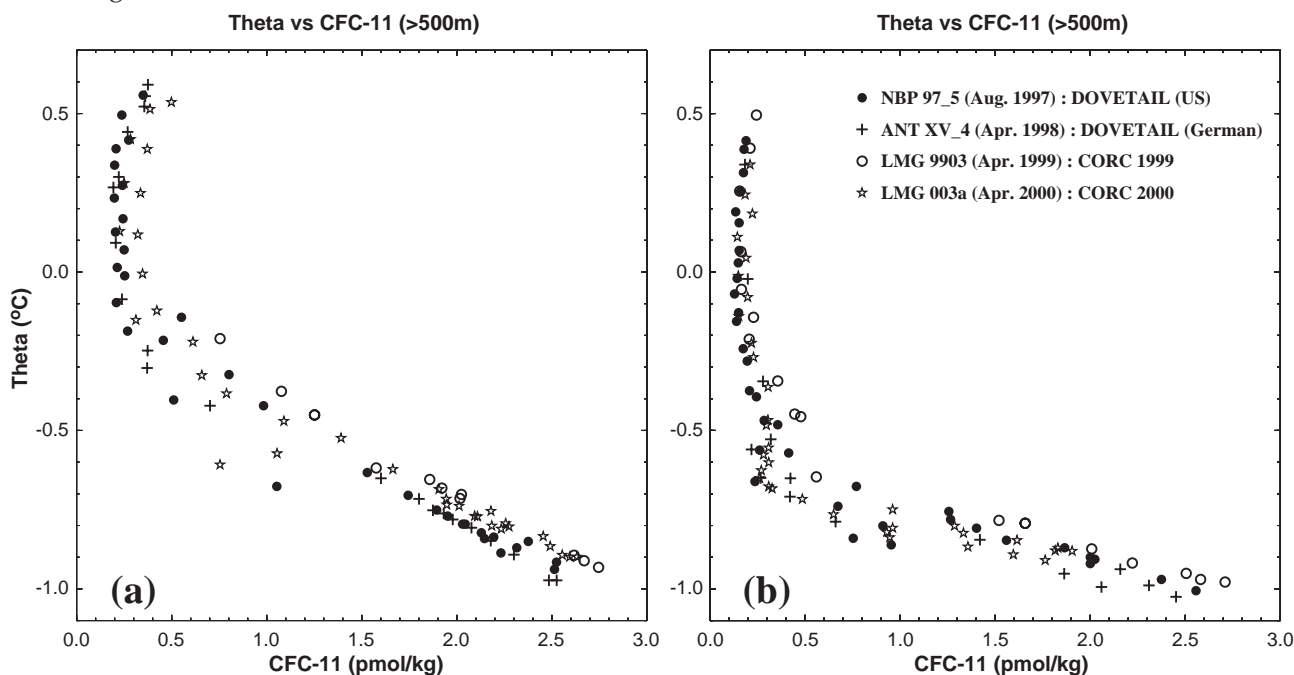 Theta vs CFC-11 (>500m)
Theta (ºC)
0.5
0.0
-0.5
-1.0
(a)
0.0 0.5 1.0 1.5 2.0 2.5 3.0
CFC-11 (pmol/kg)
Theta vs CFC-11 (>500m)
NBP 97_5 (Aug. 1997) : DOVETAIL (US)
ANT XV_4 (Apr. 1998) : DOVETAIL (German)
LMG 9903 (Apr. 1999) : CORC 1999
LMG 003a (Apr. 2000) : CORC 2000
0.5
0.0
-0.5
-1.0
(b)
0.0 0.5 1.0 1.5 2.0 2.5 3.0
CFC-11 (pmol/kg)